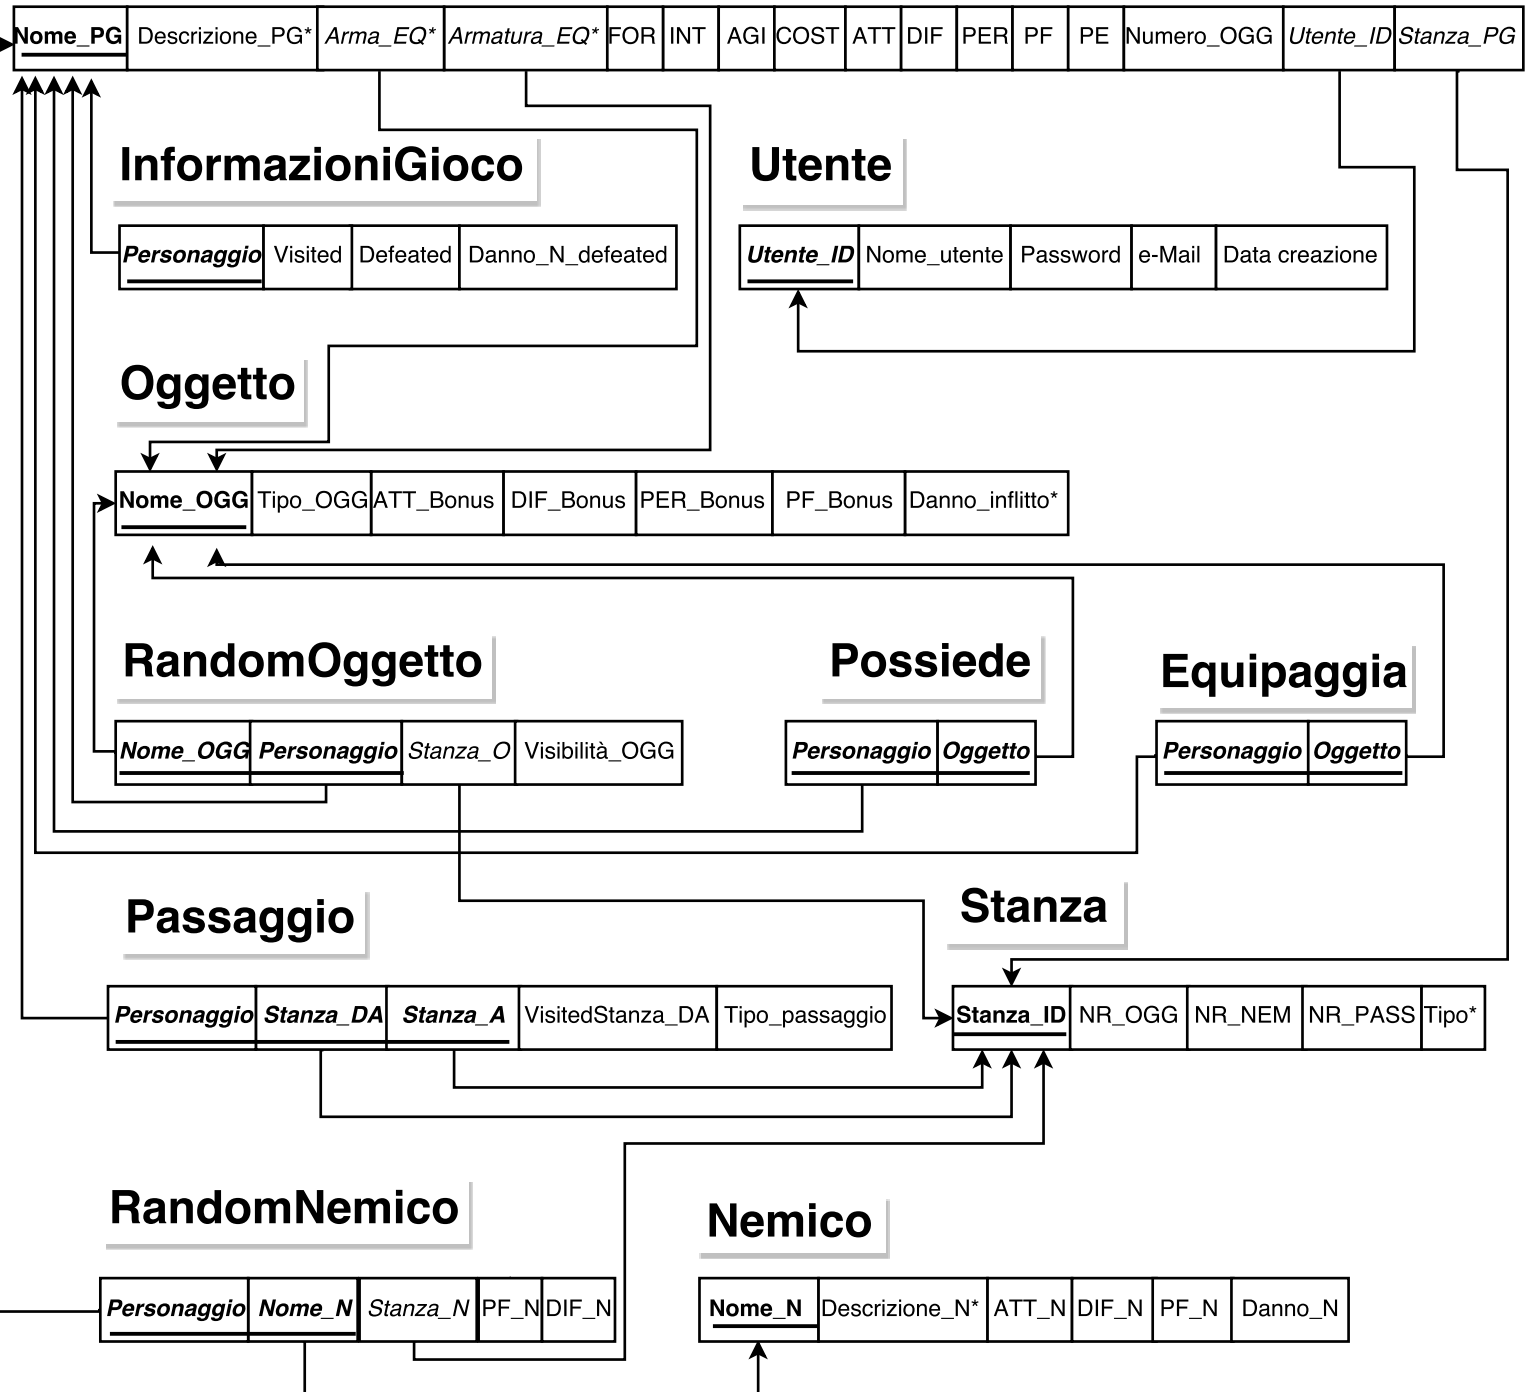 Nome_PG Descrizione_PG* Arma_EQ* Armatura_EQ* FOR INT AGI COST ATT DIF PER PF PE Numero_OGG Utente_ID Stanza_PG
InformazioniGioco
Utente
Personaggio Visited Defeated Danno_N_defeated
Utente_ID Nome_utente Password e-Mail Data creazione
Oggetto
Nome_OGG Tipo_OGG ATT_Bonus DIF_Bonus PER_Bonus PF_Bonus Danno_inflitto*
RandomOggetto
Possiede
Equipaggia
Nome_OGG Personaggio Stanza_O Visibilità_OGG
Personaggio Oggetto
Personaggio Oggetto
Passaggio
Stanza
Personaggio Stanza_DA Stanza_A VisitedStanza_DA Tipo_passaggio
Stanza_ID NR_OGG NR_NEM NR_PASS Tipo*
RandomNemico
Nemico
Personaggio Nome_N Stanza_N PF_N DIF_N
Nome_N Descrizione_N* ATT_N DIF_N PF_N Danno_N